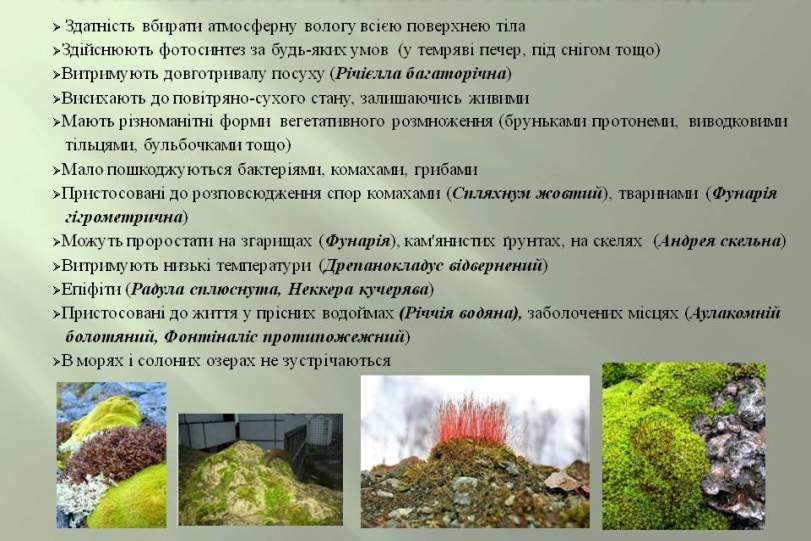 ➢ Здатність вбирати атмосферну вологу всією поверхнею тіла
➢Здійснюють фотосинтез за будь-яких умов (у темряві печер, під снігом тощо)
➢Витримують довготривалу посуху (Річієлла багаторічна)
➢Висихають до повітряно-сухого стану, залишаючись живими
➢Мають різноманітні форми вегетативного розмноження (бруньками протонеми, виводковими
тільцями, бульбочками тощо)
➢Мало пошкоджуються бактеріями, комахами, грибами
➢Пристосовані до розповсюдження спор комахами (Спляхнум жовтий), тваринами (Фунарія
гігрометрична)
➢Можуть проростати на згарищах (Фунарія), кам'янистих ґрунтах, на скелях (Андрея скельна)
➢Витримують низькі температури (Дрепанокладус відвернений)
➢Епіфіти (Радула сплюснута, Неккера кучерява)
➢Пристосовані до життя у прісних водоймах (Річчія водяна), заболочених місцях (Аулакомній
болотяний, Фонтіналіс протипожежний)
➢В морях і солоних озерах не зустрічаються